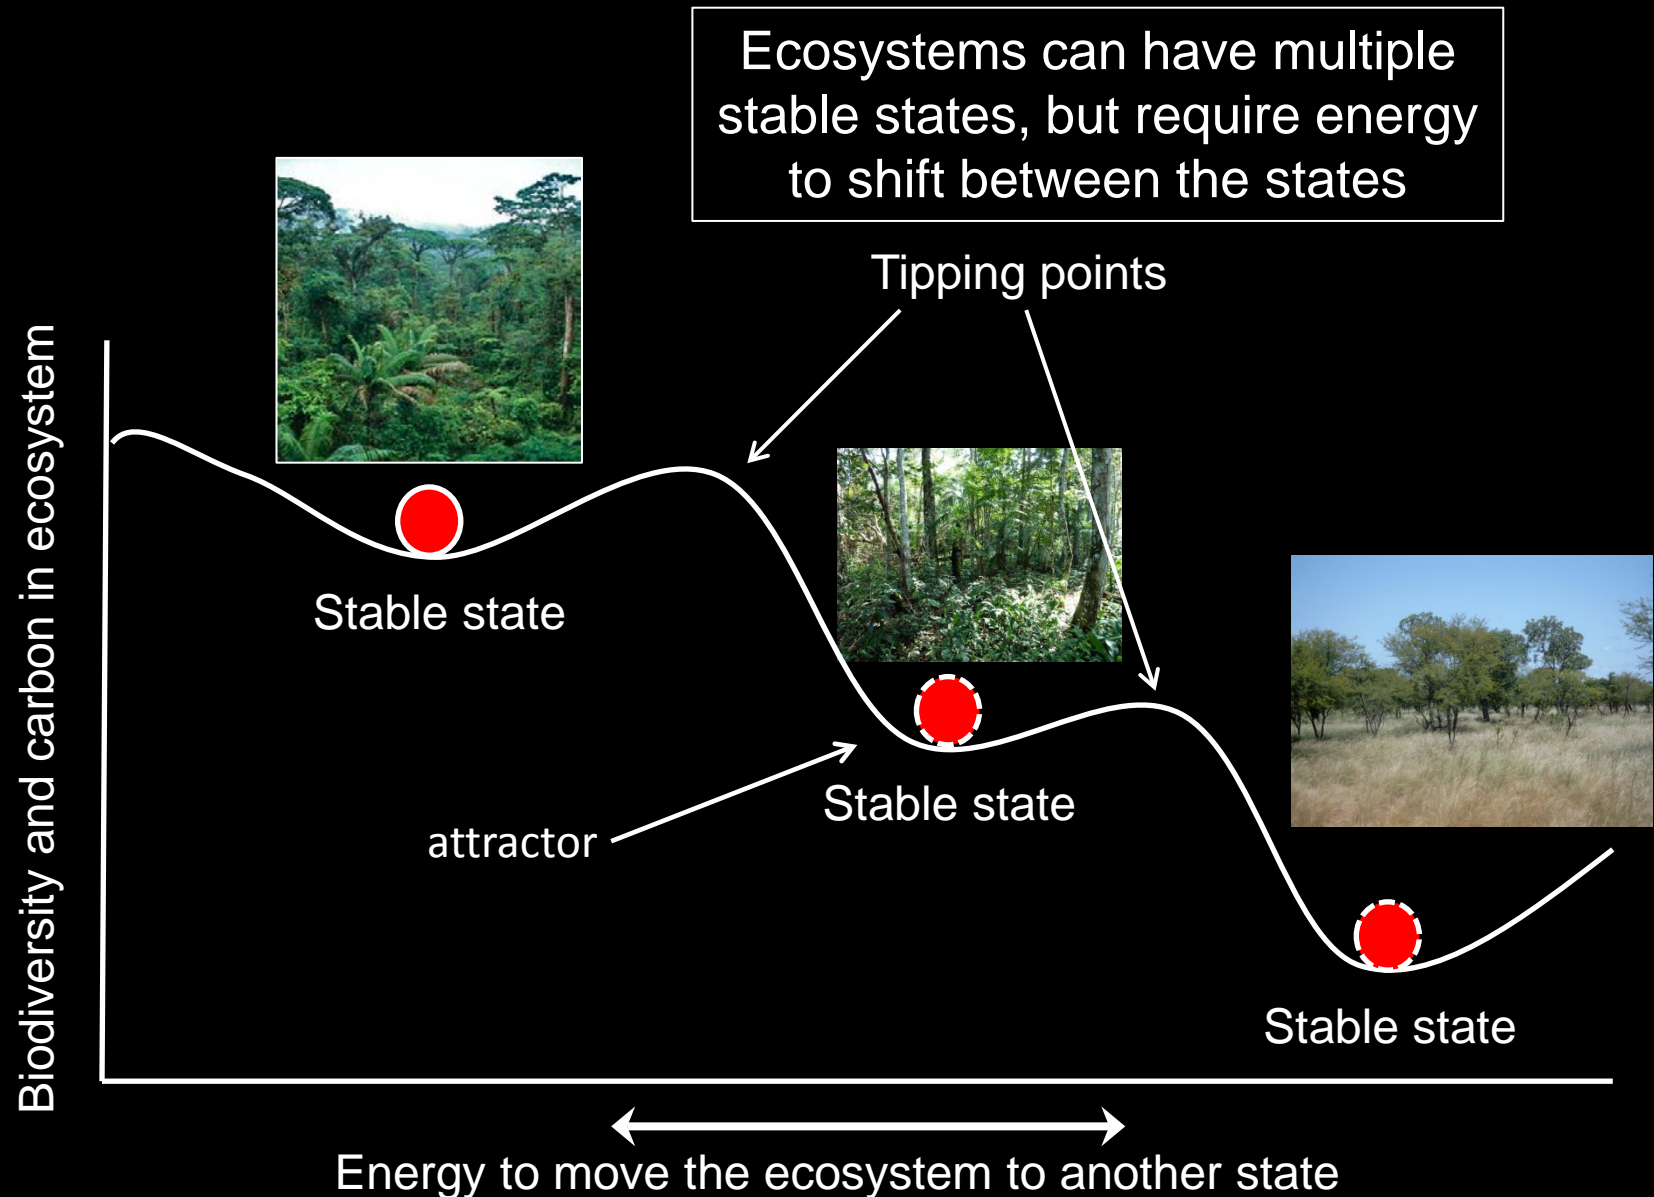 Ecosystems can have multiple
stable states, but require energy
to shift between the states
Tipping points
Biodiversity and carbon in ecosystem
Stable state
Stable state
attractor
Stable state
Energy to move the ecosystem to another state